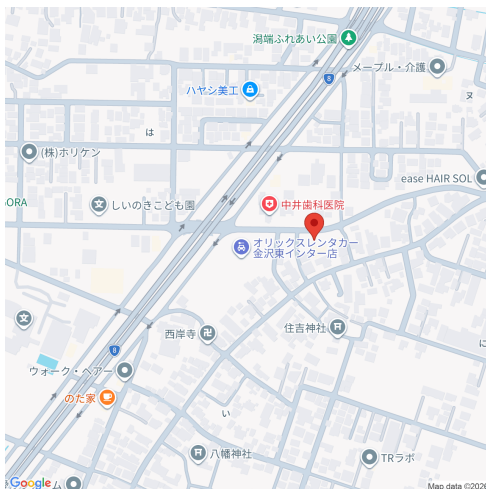 潟端ふれあい公園
メープル・介護
8
ハヤシ美工
ヌ
は
(株)ホリケン
ease HAIR SOL
しいのきこども園
中井歯科医院
GORA
オリックスレンタカー
金沢東インター店
西岸寺
住吉神社
に
8
ウォーク・ヘアー
のだ家
い
八幡神社
TRラボ
Google
ム
Map data ©2026